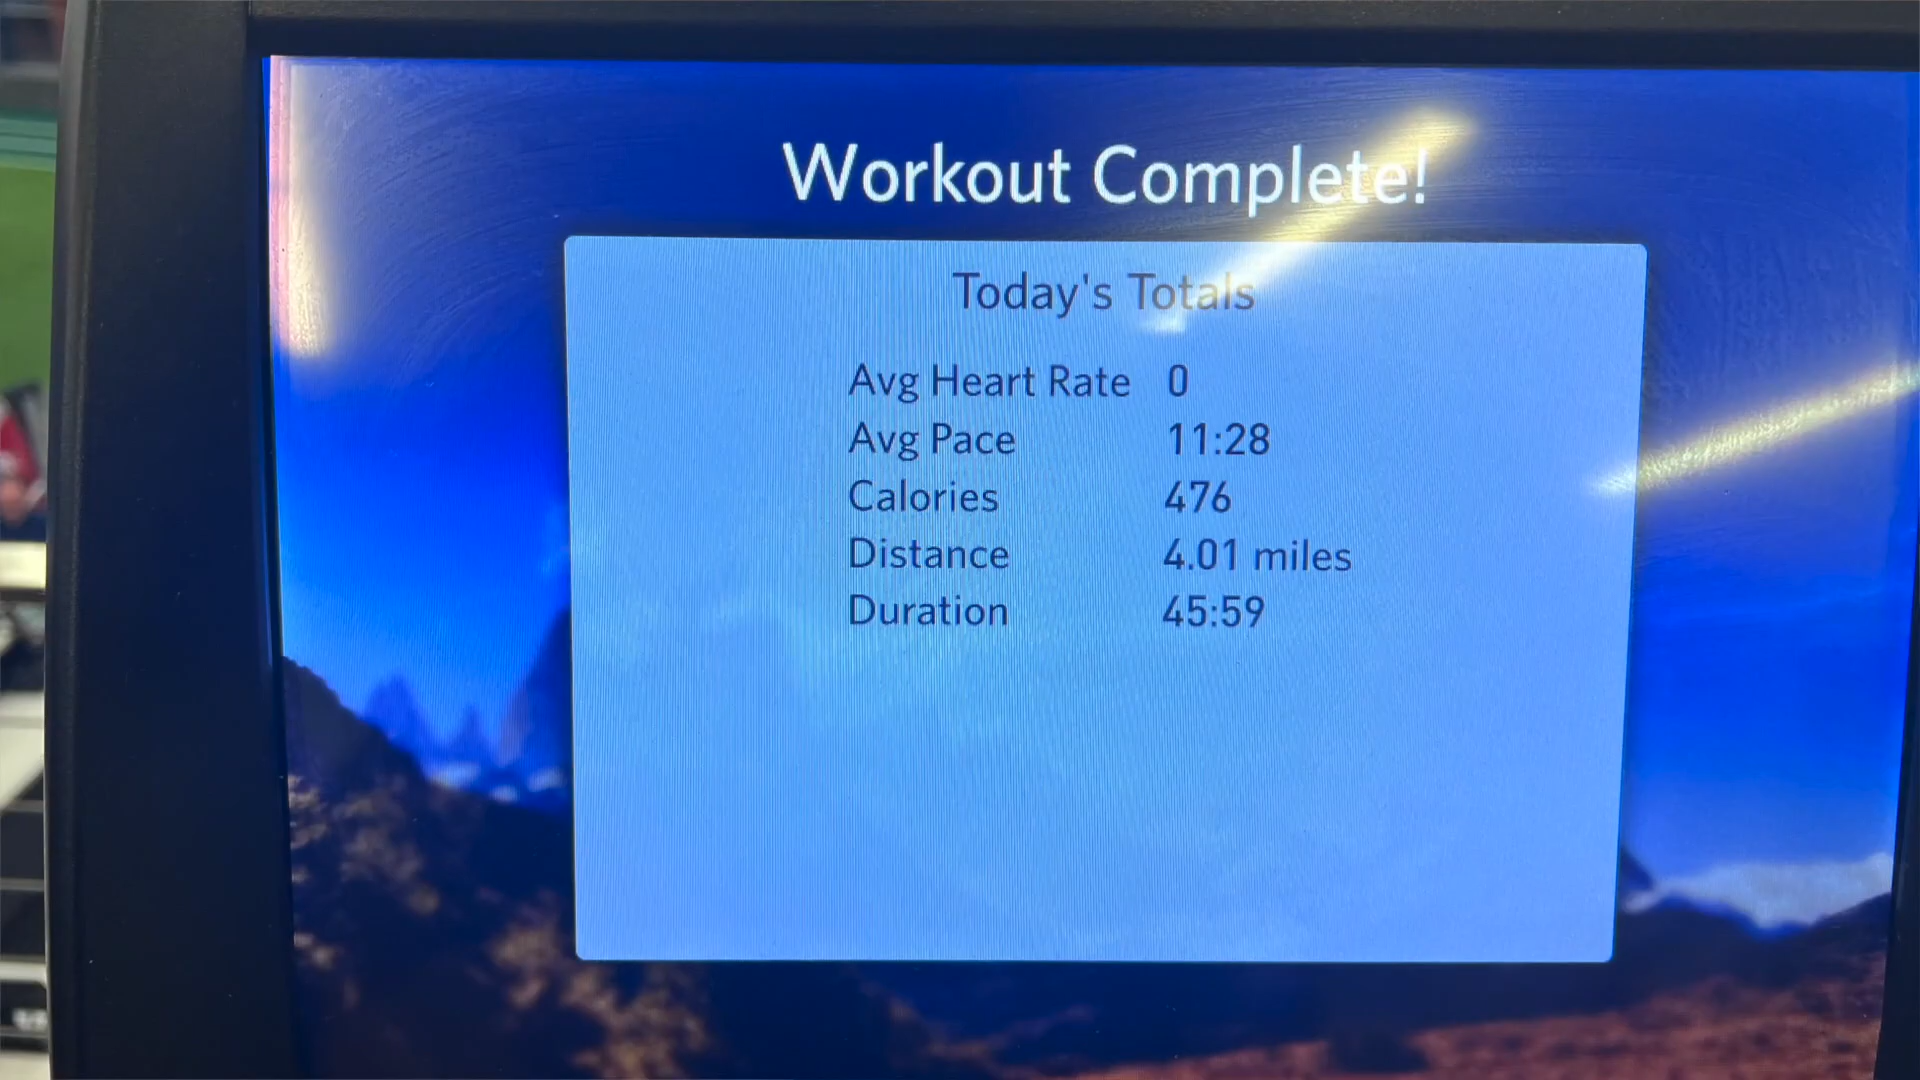 Workout Complete!
Today's Totals
Avg Heart Rate 0
Avg Pace 11:28
Calories 476
Distance 4.01 miles
Duration 45:59